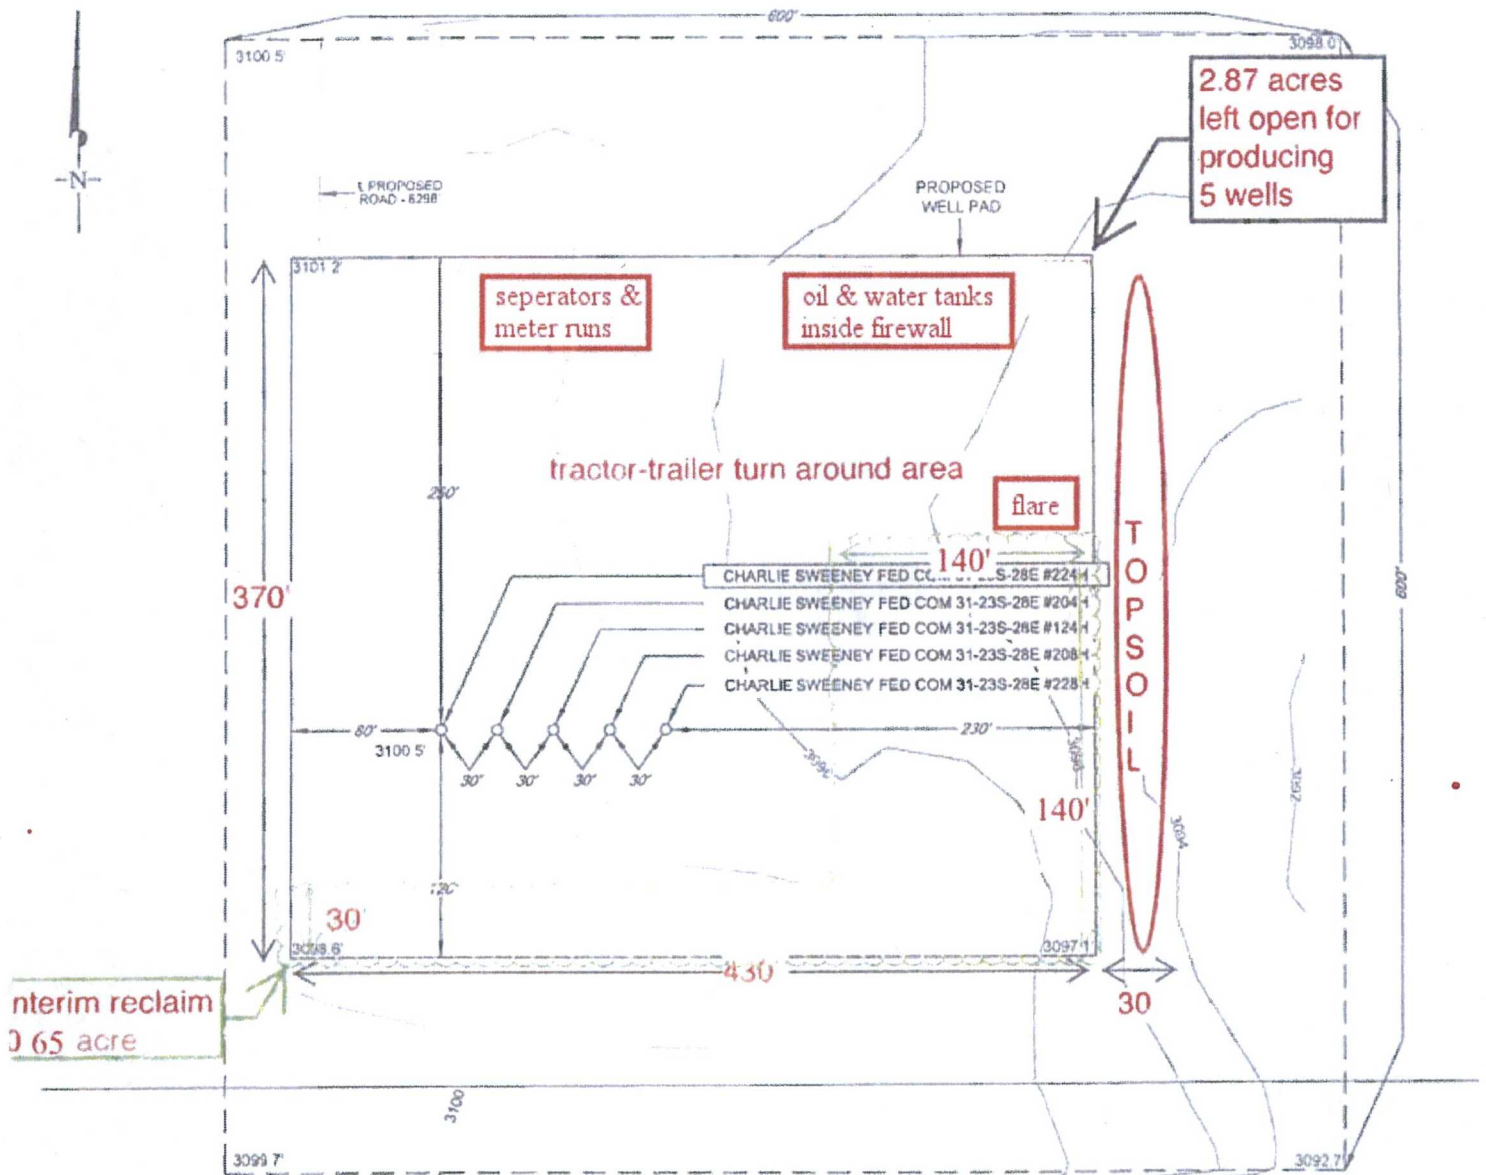 600'
3100.5'
3098.0'
2.87 acres
left open for
producing
5 wells
N
PROPOSED
ROAD - 6298'
PROPOSED
WELL PAD
3101.2'
seperators &
meter runs
oil & water tanks
inside firewall
tractor-trailer turn around area
250'
flare
370'
140'
CHARLIE SWEENEY FED S-28E #224H
CHARLIE SWEENEY FED COM 31-23S-28E #204H
CHARLIE SWEENEY FED COM 31-23S-28E #124H
CHARLIE SWEENEY FED COM 31-23S-28E #208H
CHARLIE SWEENEY FED COM 31-23S-28E #228H
TOPSOIL
600'
80'
3100.5'
230'
30'
30'
30'
30'
140'
3092
3094
120'
30'
3098.6'
3097.1'
430'
30
nterim reclaim
0 65 acre
3100
3099.7'
3092.7'